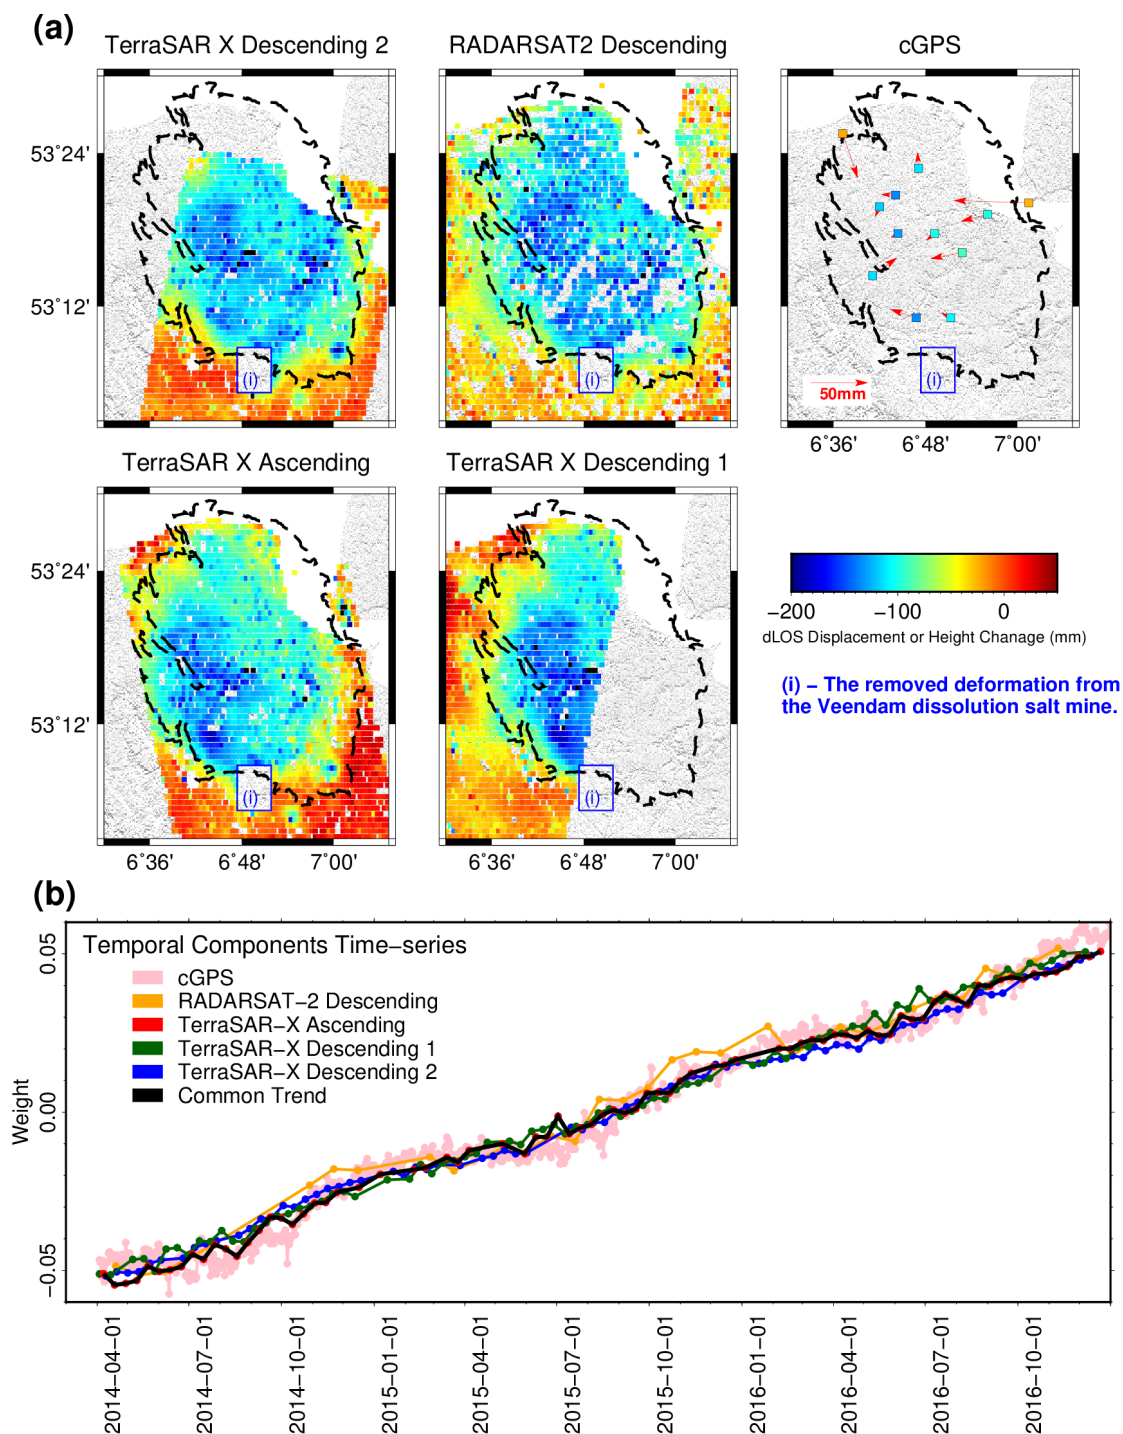 (a)
TerraSAR X Descending 2
RADARSAT2 Descending
cGPS
53˚24'
53˚12'
(i)
(i)
(i)
50mm
6˚36'
6˚48'
7˚00'
TerraSAR X Ascending
TerraSAR X Descending 1
53˚24'
53˚12'
(i)
(i)
6˚36'
6˚48'
7˚00'
6˚36'
6˚48'
7˚00'
−200
−100
0
dLOS Displacement or Height Chanage (mm)
(i) − The removed deformation from
the Veendam dissolution salt mine.
(b)
Temporal Components Time−series
cGPS
RADARSAT−2 Descending
TerraSAR−X Ascending
TerraSAR−X Descending 1
TerraSAR−X Descending 2
Common Trend
Weight
0.05
0.00
−0.05
2014−04−01
2014−07−01
2014−10−01
2015−01−01
2015−04−01
2015−07−01
2015−10−01
2016−01−01
2016−04−01
2016−07−01
2016−10−01